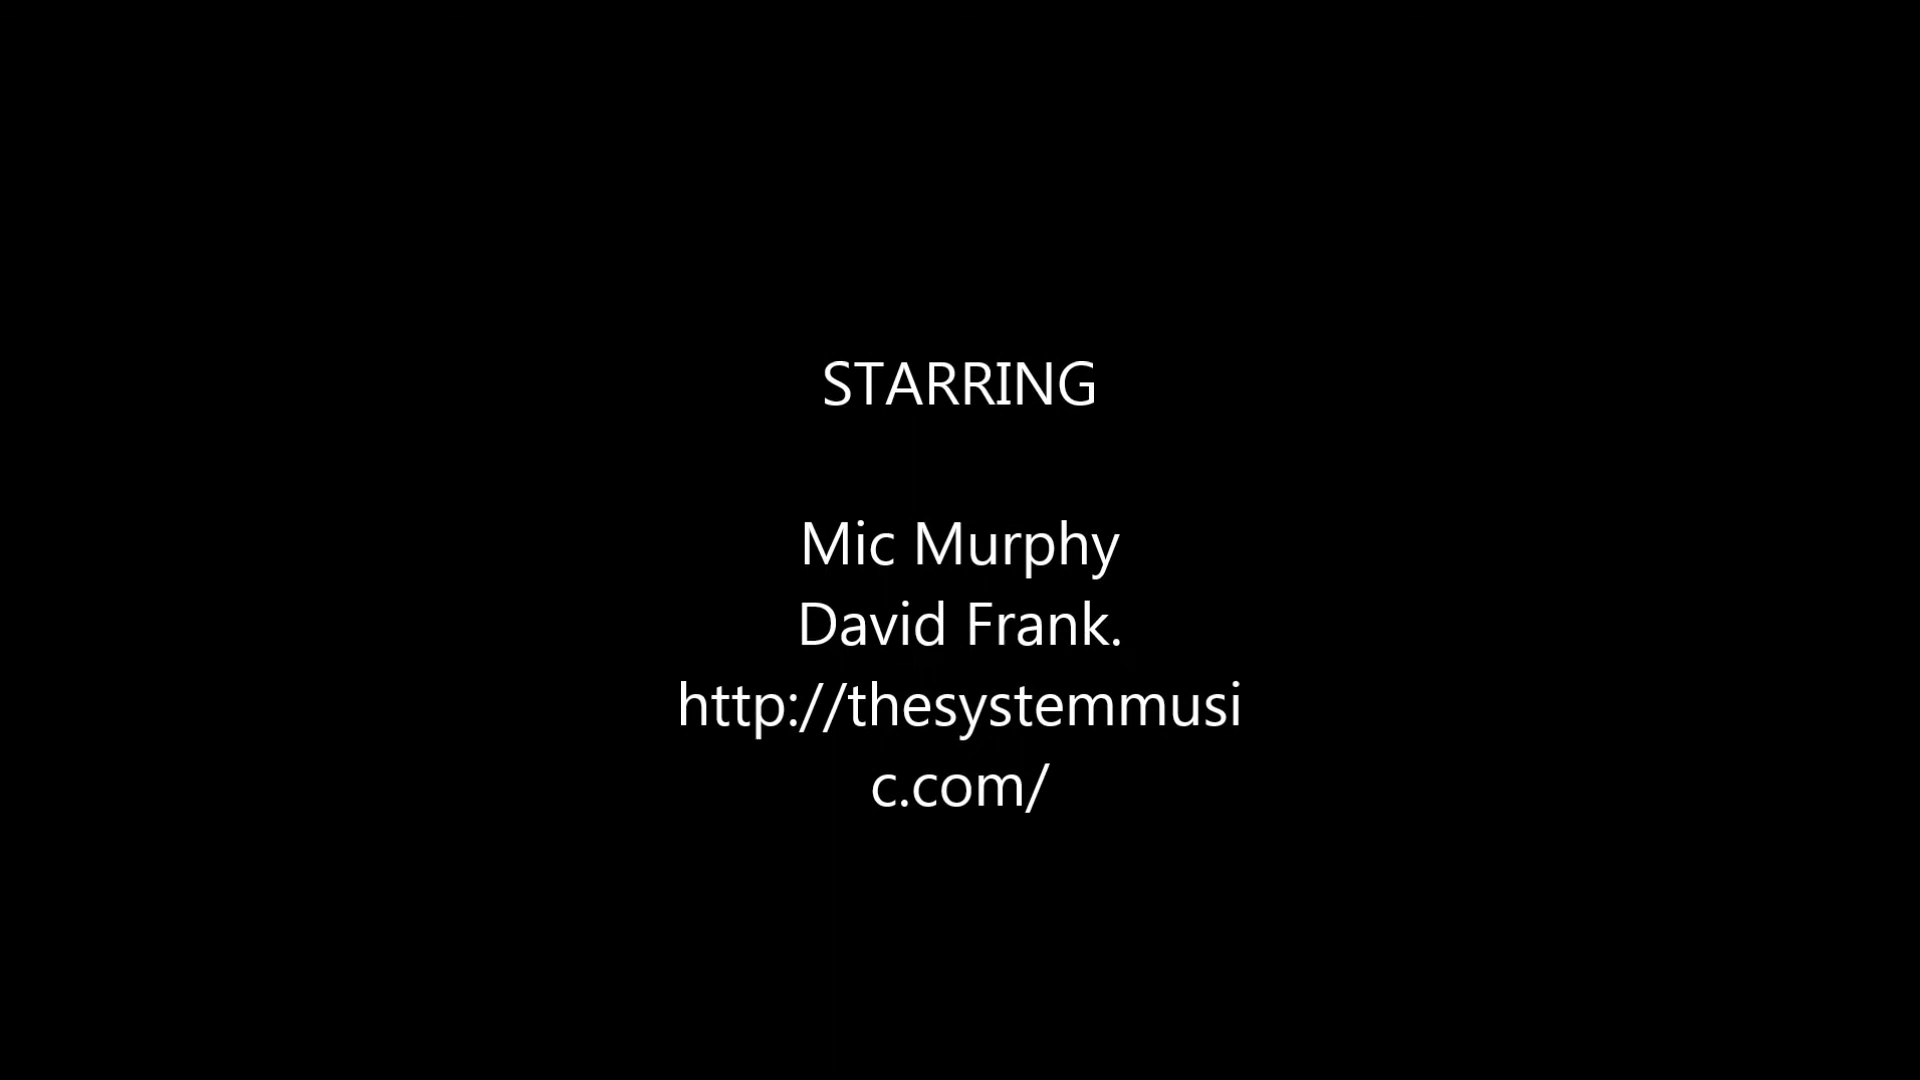 STARRING
Mic Murphy
David Frank.
http://thesystemmusi
c.com/